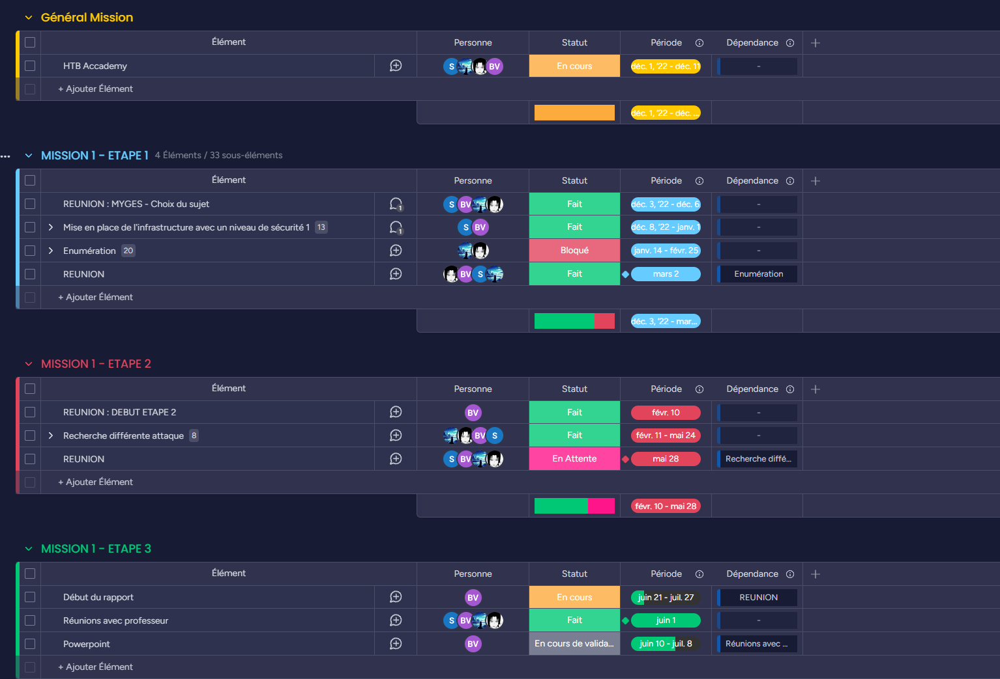 Général Mission
Élément Personne Statut Période Dépendance
HTB Accademy S BV En cours déc. 1, '22 - déc. 11 -
+ Ajouter Élément
déc. 1, '22 - déc. ...
MISSION 1 - ETAPE 1 4 Éléments / 33 sous-éléments
Élément Personne Statut Période Dépendance
REUNION : MYGES - Choix du sujet 1 S BV Fait déc. 3, '22 - déc. 6 -
Mise en place de l'infrastructure avec un niveau de sécurité 1 13 1 S BV Fait déc. 8, '22 - janv. 1 -
Enumération 20 Bloqué janv. 14 - févr. 25 -
REUNION BV S Fait mars 2 Enumération
+ Ajouter Élément
déc. 3, '22 - mar...
MISSION 1 - ETAPE 2
Élément Personne Statut Période Dépendance
REUNION : DEBUT ETAPE 2 BV Fait févr. 10 -
Recherche différente attaque 8 BV S Fait févr. 11 - mai 24 -
REUNION S BV En Attente mai 28 Recherche diffé...
+ Ajouter Élément
févr. 10 - mai 28
MISSION 1 - ETAPE 3
Élément Personne Statut Période Dépendance
Début du rapport BV En cours juin 21 - juil. 27 REUNION
Réunions avec professeur S BV Fait juin 1 -
Powerpoint BV En cours de valida... juin 10 - juil. 8 Réunions avec ...
+ Ajouter Élément